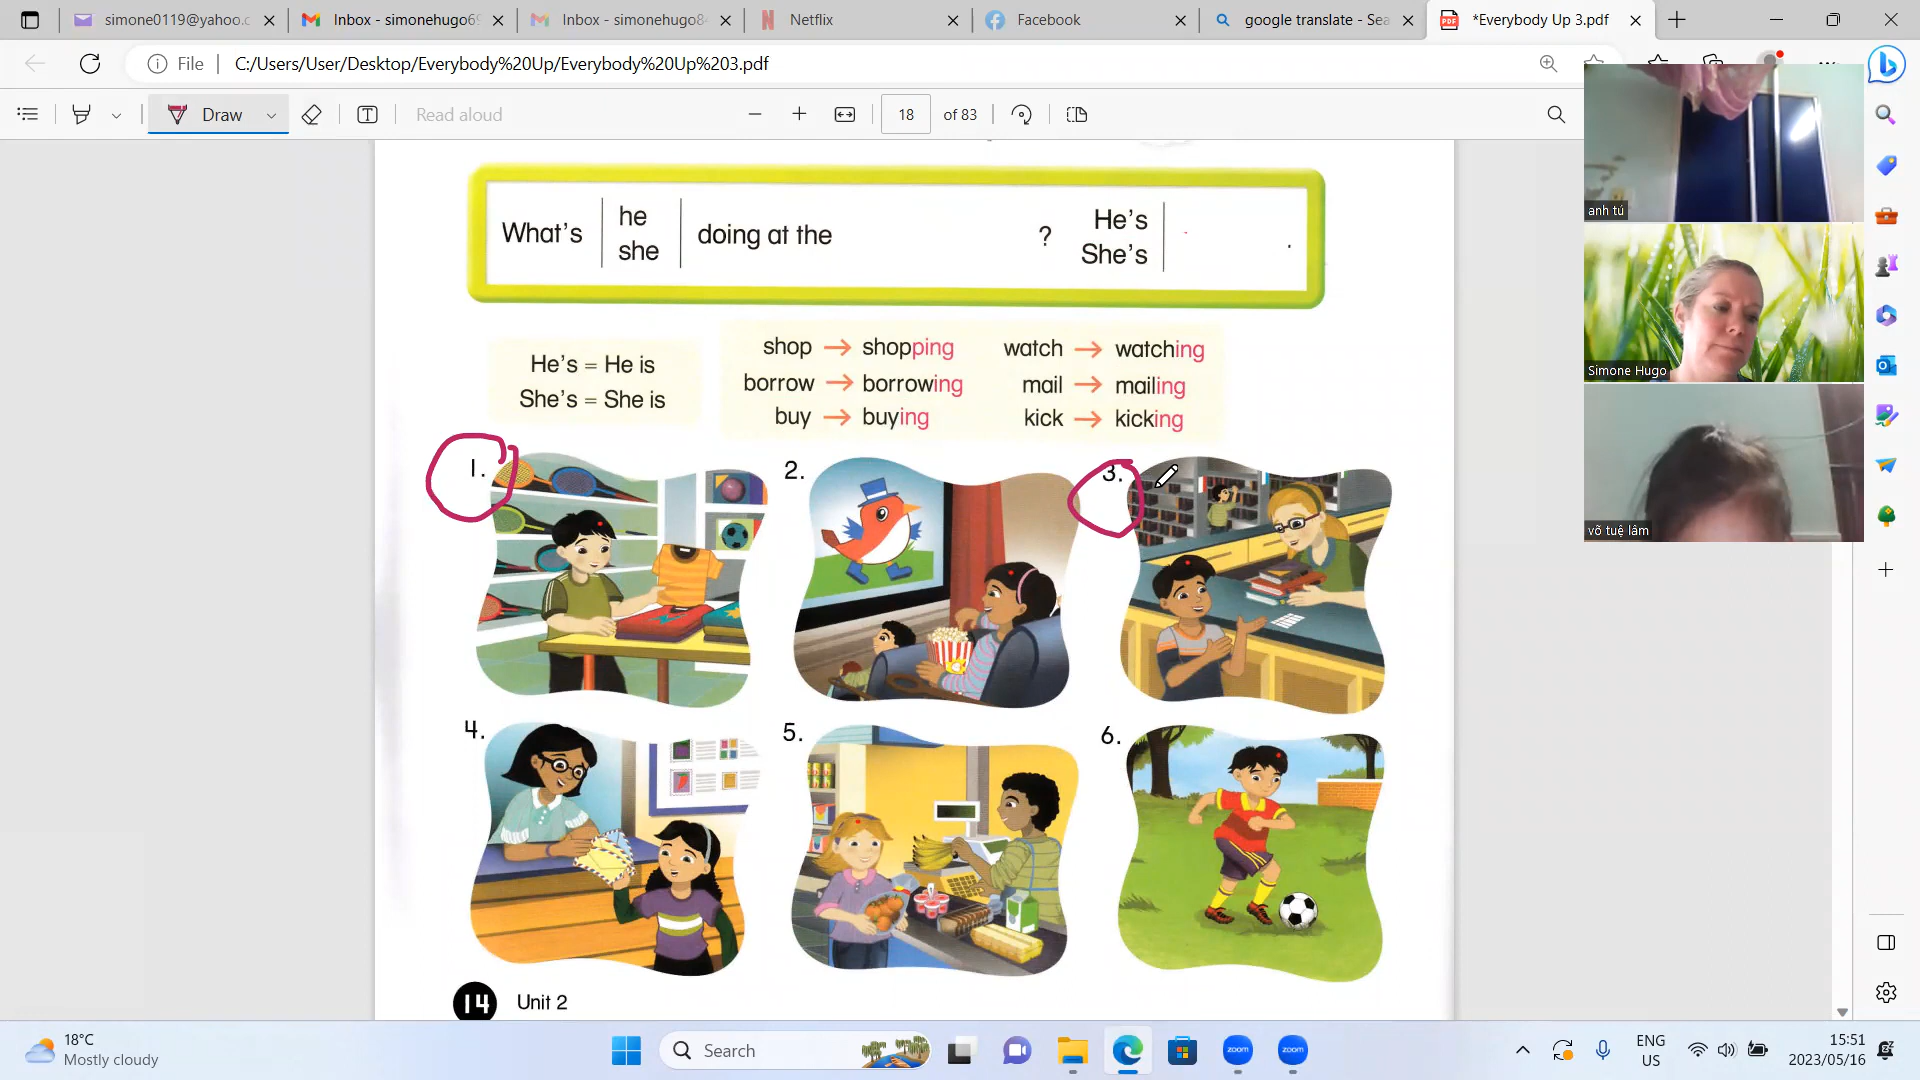 simone0119@yahoo.c
Inbox - simonehugo69
Inbox - simonehugo84
Netflix
Facebook
google translate - Sea
*Everybody Up 3.pdf
File
C:/Users/User/Desktop/Everybody%20Up/Everybody%20Up%203.pdf
Draw
Read aloud
18
of 83
anh tú
Simone Hugo
võ tuệ lâm
What's
he
she
doing at the
?
He's
She's
.
He's = He is
She's = She is
shop → shopping
borrow → borrowing
buy → buying
watch → watching
mail → mailing
kick → kicking
1.
2.
3.
4.
5.
6.
14
Unit 2
18°C
Mostly cloudy
Search
zoom
zoom
ENG
US
15:51
2023/05/16